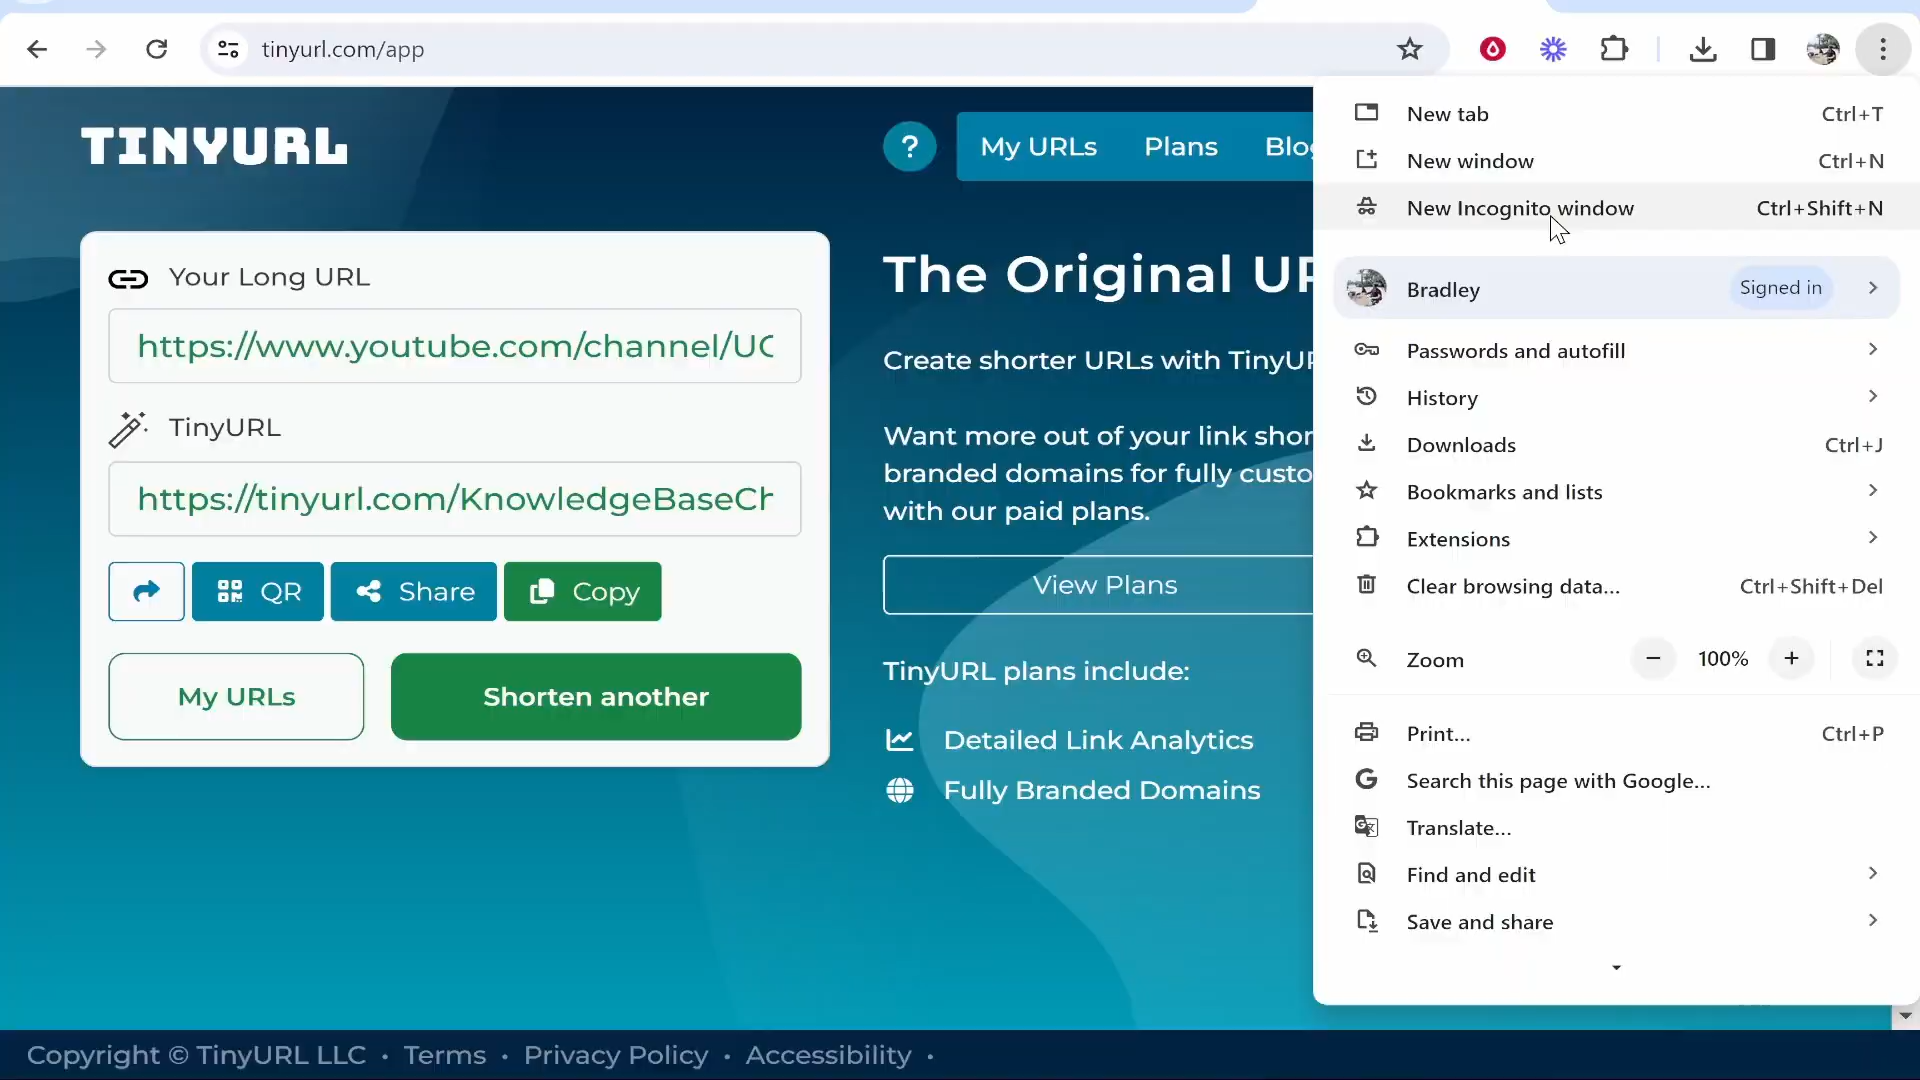 tinyurl.com/app
TINYURL
?
My URLs
Plans
Blog
Your Long URL
https://www.youtube.com/channel/UC
TinyURL
https://tinyurl.com/KnowledgeBaseCh
QR
Share
Copy
My URLs
Shorten another
The Original UR
Create shorter URLs with TinyUR
Want more out of your link shor
branded domains for fully custo
with our paid plans.
View Plans
TinyURL plans include:
Detailed Link Analytics
Fully Branded Domains
New tab Ctrl+T
New window Ctrl+N
New Incognito window Ctrl+Shift+N
Bradley Signed in
Passwords and autofill
History
Downloads Ctrl+J
Bookmarks and lists
Extensions
Clear browsing data... Ctrl+Shift+Del
Zoom − 100% +
Print... Ctrl+P
Search this page with Google...
Translate...
Find and edit
Save and share
Copyright © TinyURL LLC • Terms • Privacy Policy • Accessibility •